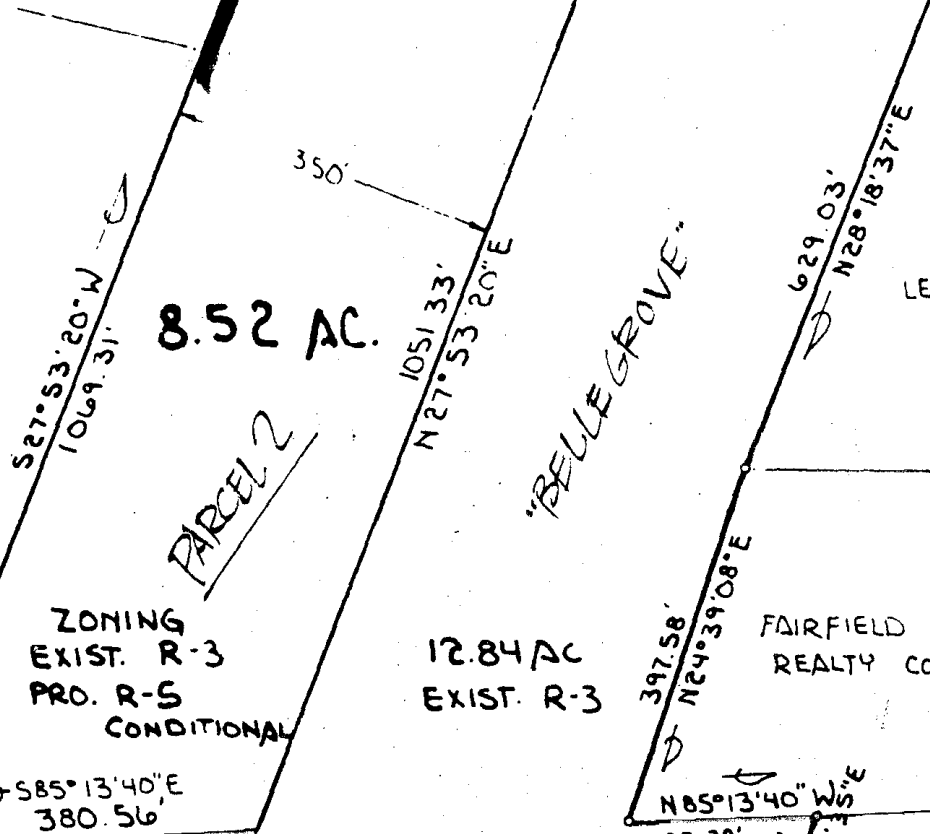 350'
S27°53'20"W
1069.31'
8.52 AC.
1051.33'
N27°53'20"E
"BELLE GROVE"
629.03'
N28°18'37"E
LE
PARCEL 2
ZONING
EXIST. R-3
PRO. R-5
CONDITIONAL
12.84 AC
EXIST. R-3
397.58'
N24°39'08"E
FAIRFIELD
REALTY CO
S85°13'40"E
380.56'
N85°13'40"W